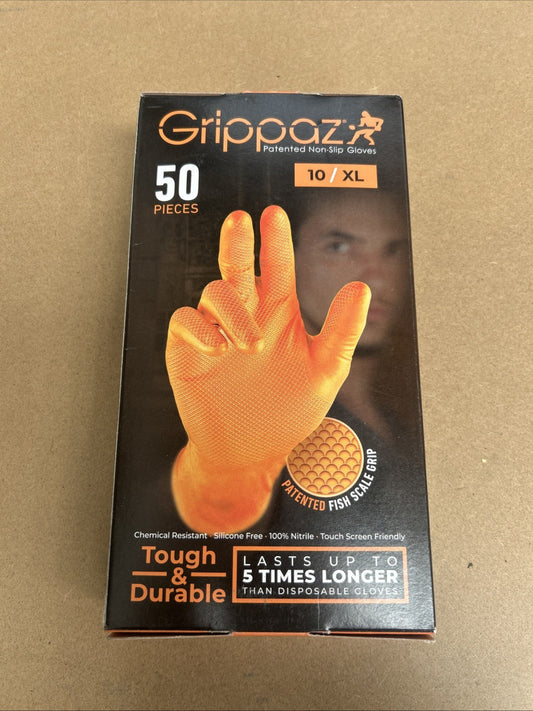 Grippaz®
Patented Non-Slip Gloves
10 / XL
50
PIECES
PATENTED FISH SCALE GRIP
Chemical Resistant · Silicone Free · 100% Nitrile · Touch Screen Friendly
Tough
&
Durable
LASTS UP TO
5 TIMES LONGER
THAN DISPOSABLE GLOVES